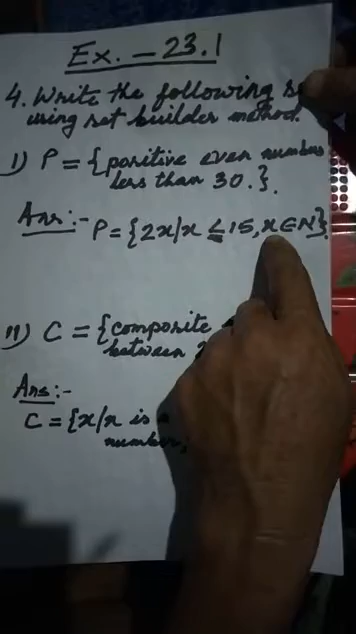 Ex. - 23.1
4. Write the following
using set builder method.
I) P = {positive even numbers
less than 30.}.
Ans:- P = {2x/x ≤ 15, x ∈ N}.
II) C = {composite
between
Ans:-
C = {x/x is a
number,